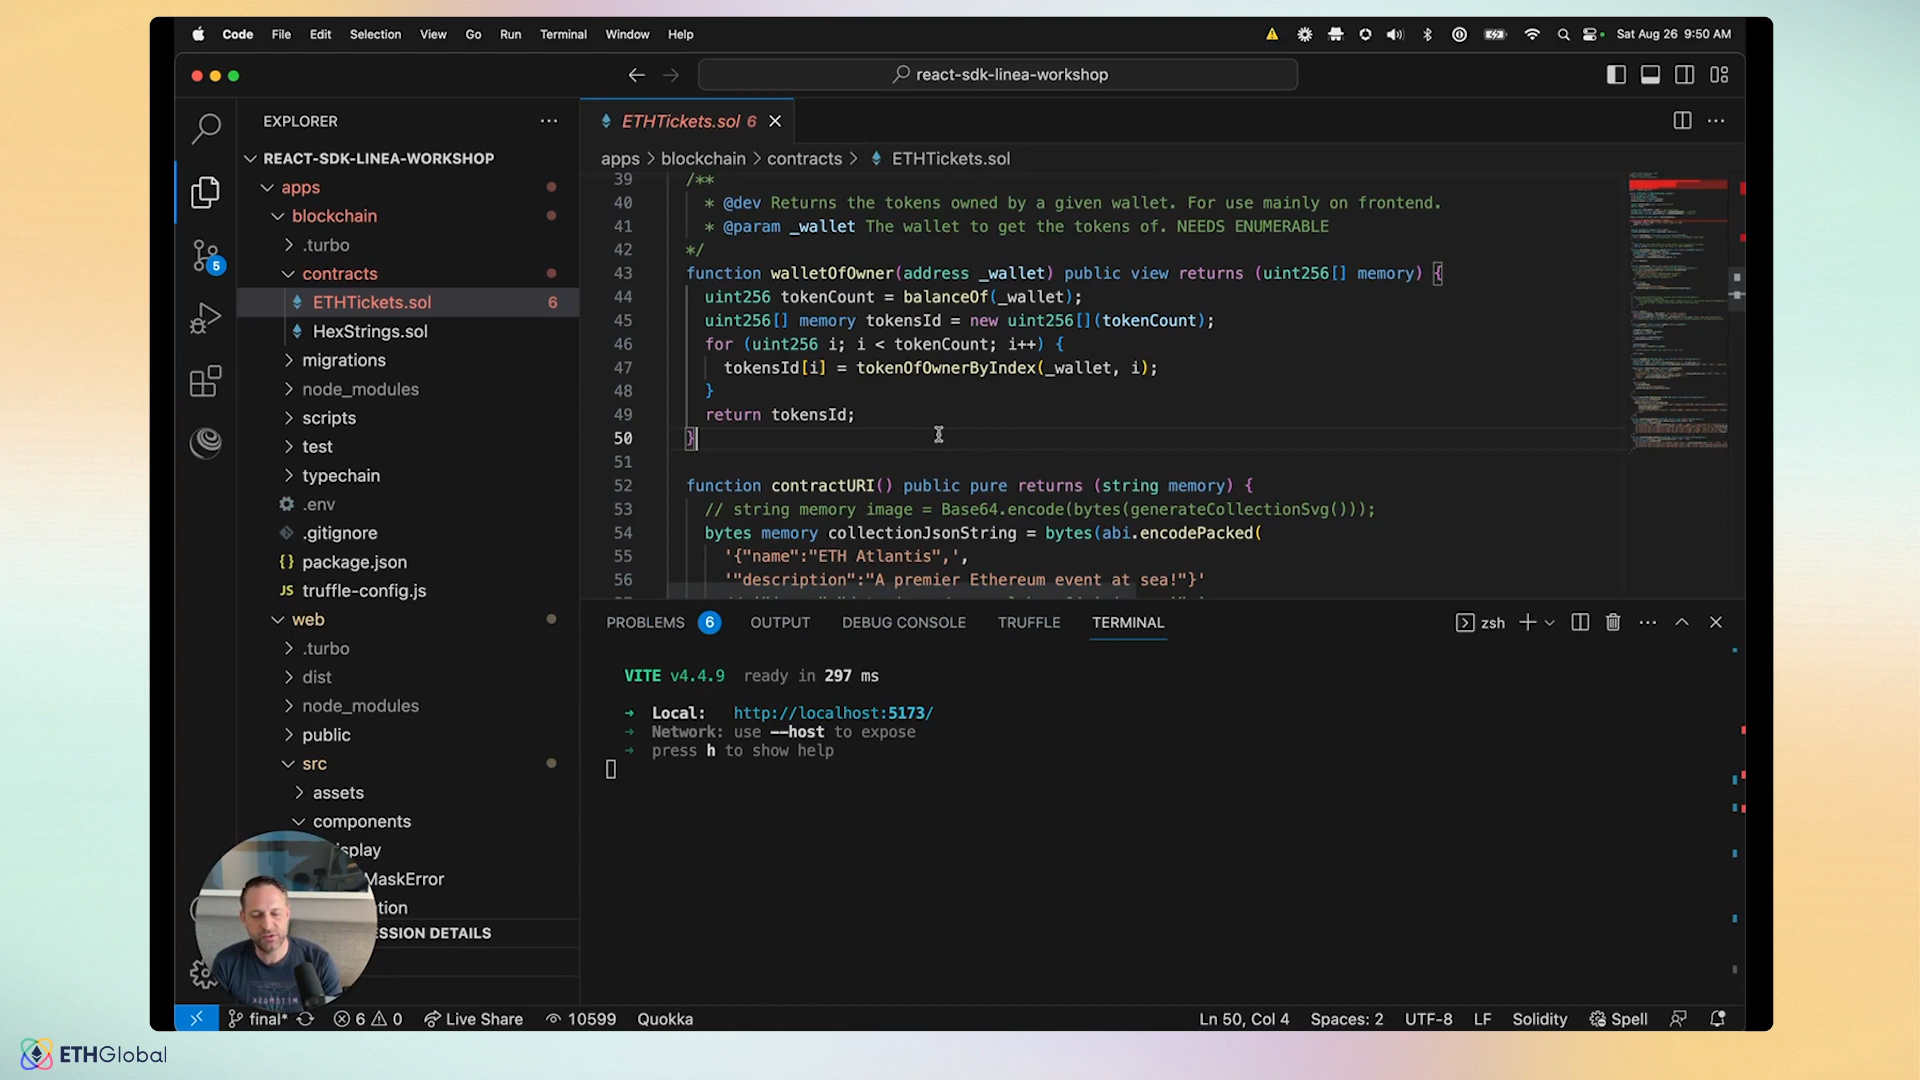 Code File Edit Selection View Go Run Terminal Window Help
Sat Aug 26 9:50 AM
react-sdk-linea-workshop
EXPLORER
REACT-SDK-LINEA-WORKSHOP
apps
blockchain
.turbo
contracts
ETHTickets.sol 6
HexStrings.sol
migrations
node_modules
scripts
test
typechain
.env
.gitignore
{} package.json
JS truffle-config.js
web
.turbo
dist
node_modules
public
src
assets
components
isplay
MaskError
tion
SSION DETAILS
5
ETHTickets.sol 6
apps > blockchain > contracts > ETHTickets.sol
39 /**
40 * @dev Returns the tokens owned by a given wallet. For use mainly on frontend.
41 * @param _wallet The wallet to get the tokens of. NEEDS ENUMERABLE
42 */
43 function walletOfOwner(address _wallet) public view returns (uint256[] memory) {
44 uint256 tokenCount = balanceOf(_wallet);
45 uint256[] memory tokensId = new uint256[](tokenCount);
46 for (uint256 i; i < tokenCount; i++) {
47 tokensId[i] = tokenOfOwnerByIndex(_wallet, i);
48 }
49 return tokensId;
50 }
51
52 function contractURI() public pure returns (string memory) {
53 // string memory image = Base64.encode(bytes(generateCollectionSvg()));
54 bytes memory collectionJsonString = bytes(abi.encodePacked(
55 '{"name":"ETH Atlantis",',
56 '"description":"A premier Ethereum event at sea!"}'
PROBLEMS 6 OUTPUT DEBUG CONSOLE TRUFFLE TERMINAL
zsh
VITE v4.4.9 ready in 297 ms
➜ Local: http://localhost:5173/
➜ Network: use --host to expose
➜ press h to show help
final* 6 0 Live Share 10599 Quokka
Ln 50, Col 4 Spaces: 2 UTF-8 LF Solidity Spell
ETHGlobal